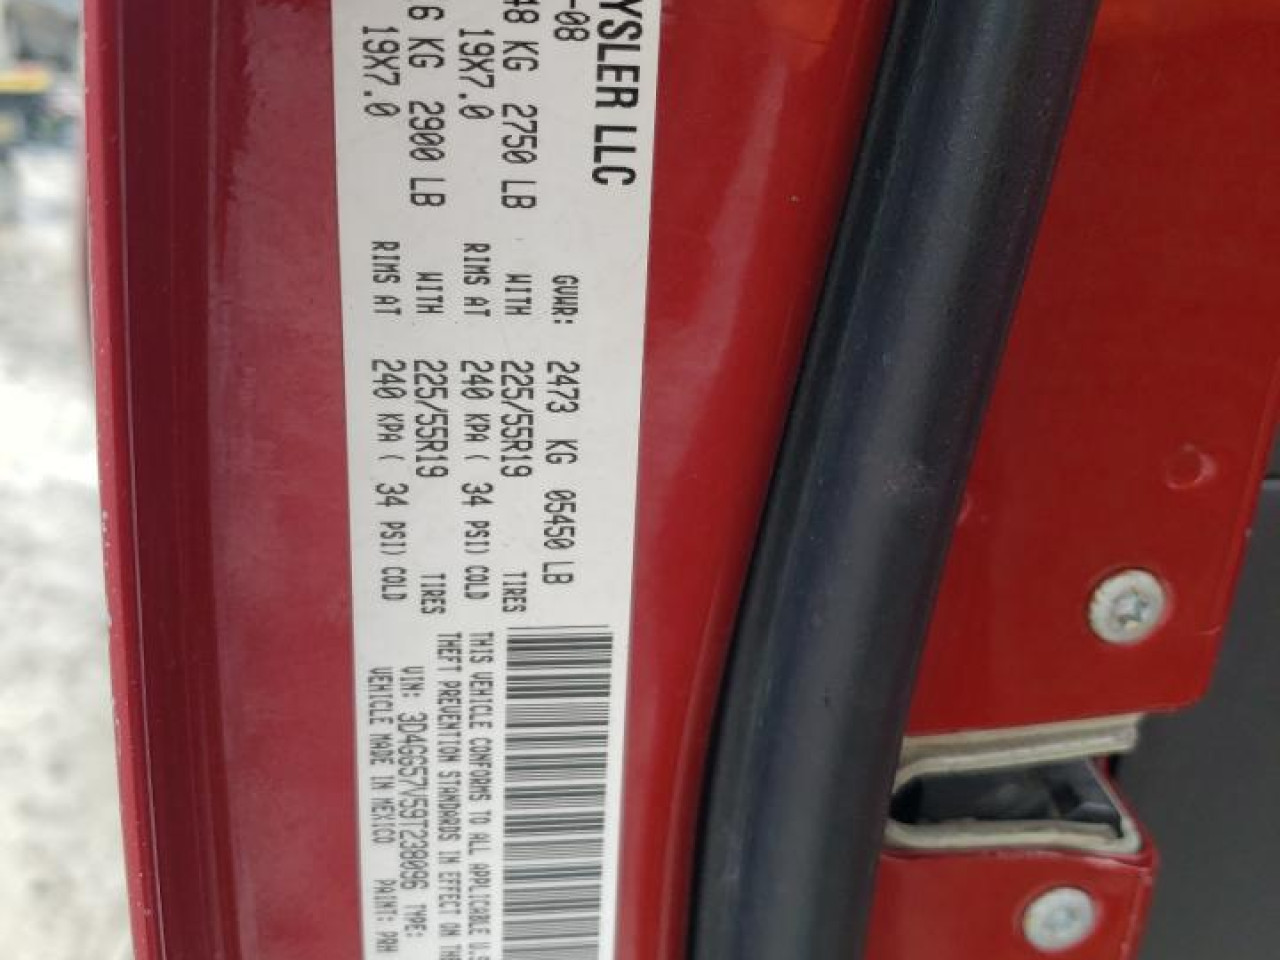 YSLER LLC
-08 GVWR: 2473 KG 05450 LB
48 KG 2750 LB WITH 225/55R19 TIRES
19X7.0 RIMS AT 240 KPA ( 34 PSI) COLD
6 KG 2900 LB WITH 225/55R19 TIRES
19X7.0 RIMS AT 240 KPA ( 34 PSI) COLD
THIS VEHICLE CONFORMS TO ALL APPLICABLE U.S
THEFT PREVENTION STANDARDS IN EFFECT ON THE
VIN: 3D4GG57V59T238096 TYPE:
VEHICLE MADE IN MEXICO PAINT: PRH